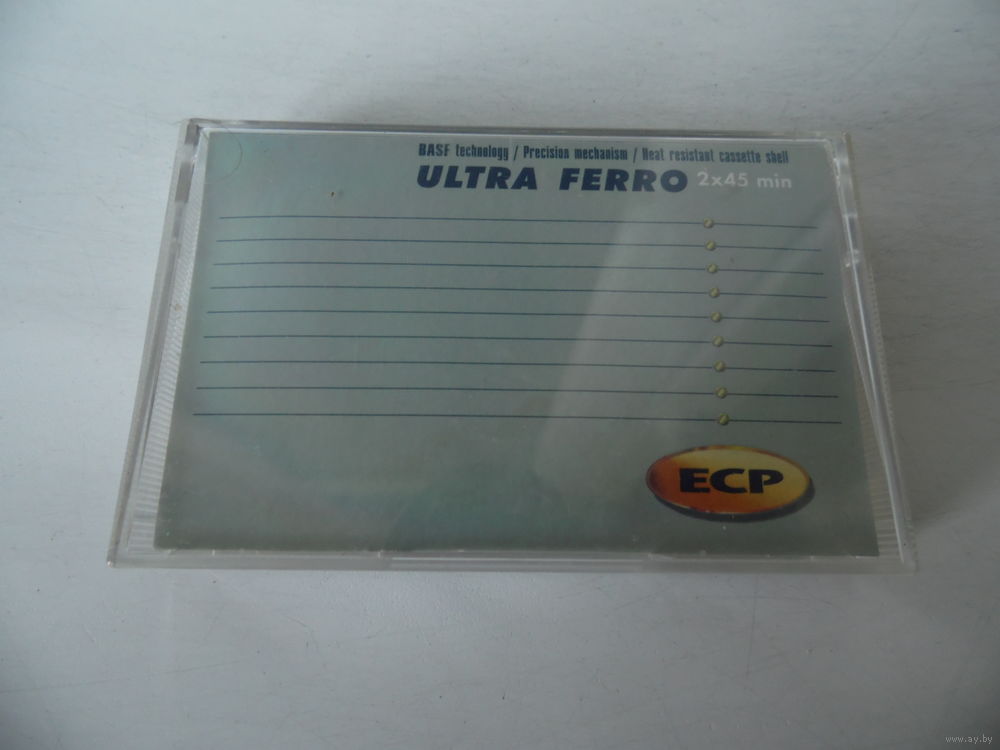 BASF technology / Precision mechanism / Heat resistant cassette shell
ULTRA FERRO 2x45 min
ECP
www.ay.by